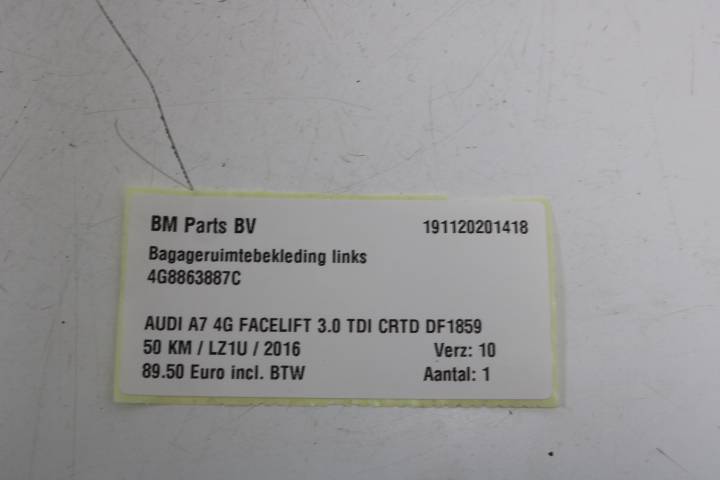 BM Parts BV 191120201418
Bagageruimtebekleding links
4G8863887C
AUDI A7 4G FACELIFT 3.0 TDI CRTD DF1859
50 KM / LZ1U / 2016 Verz: 10
89.50 Euro incl. BTW Aantal: 1